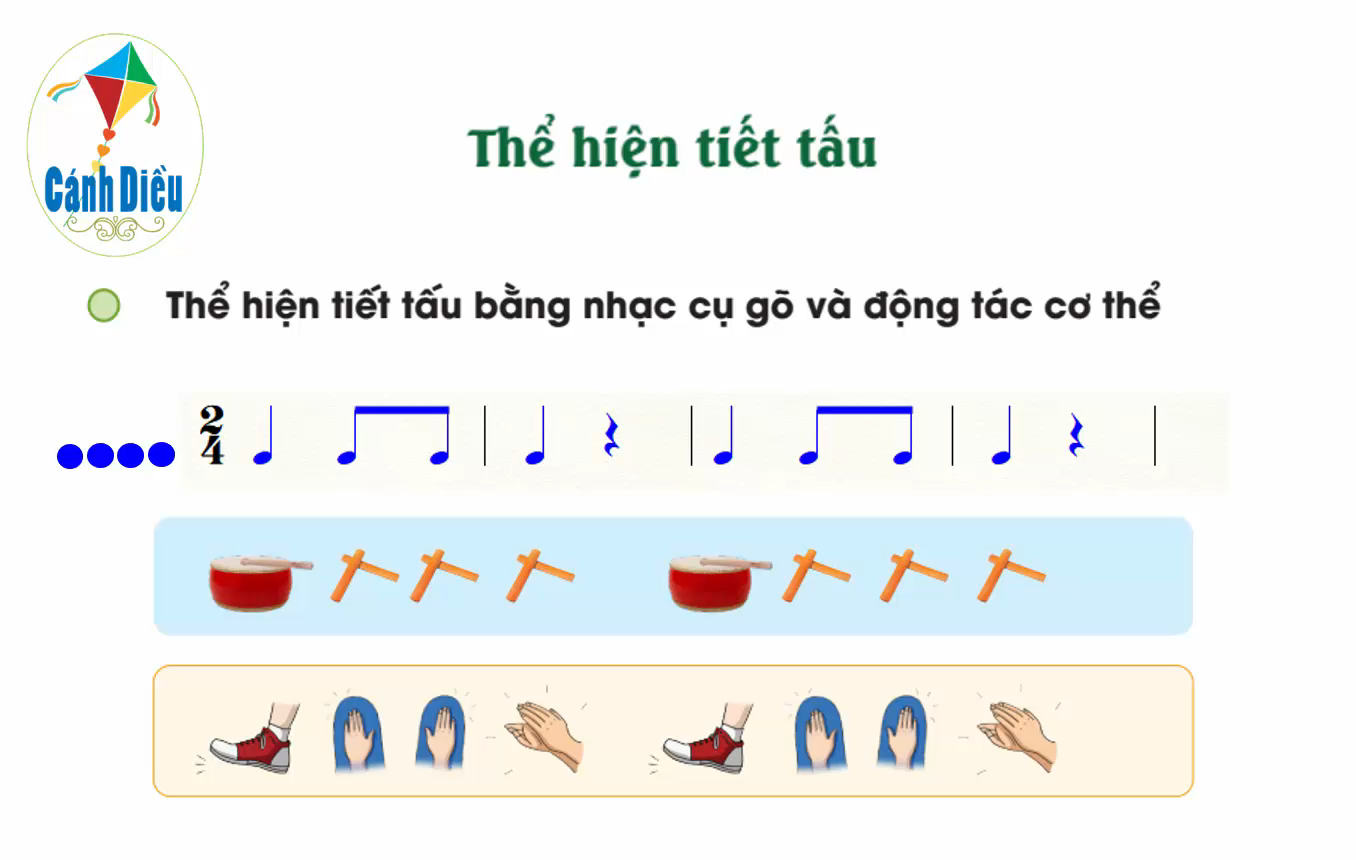 Cánh Diều
Thể hiện tiết tấu
Thể hiện tiết tấu bằng nhạc cụ gõ và động tác cơ thể
2
4